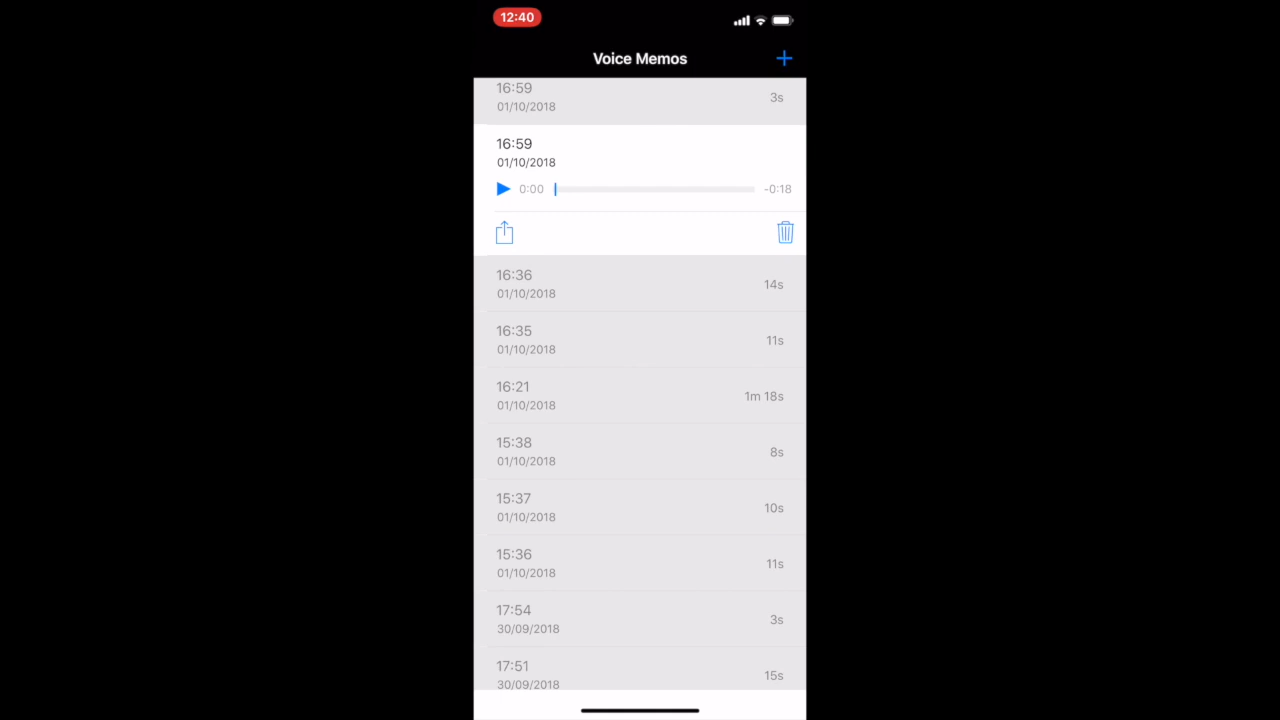 12:40
Voice Memos
16:59
01/10/2018
3s
16:59
01/10/2018
0:00
-0:18
16:36
01/10/2018
14s
16:35
01/10/2018
11s
16:21
01/10/2018
1m 18s
15:38
01/10/2018
8s
15:37
01/10/2018
10s
15:36
01/10/2018
11s
17:54
30/09/2018
3s
17:51
30/09/2018
15s